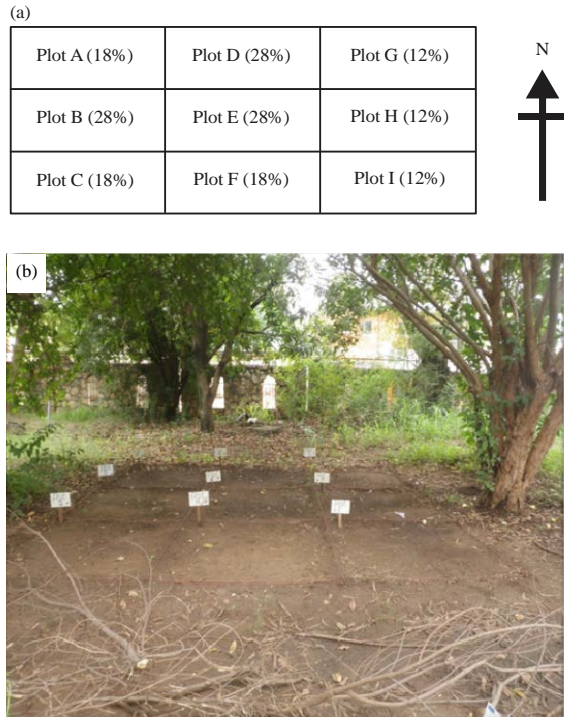 (a)
Plot A (18%) Plot D (28%) Plot G (12%)
Plot B (28%) Plot E (28%) Plot H (12%)
Plot C (18%) Plot F (18%) Plot I (12%)
N
(b)